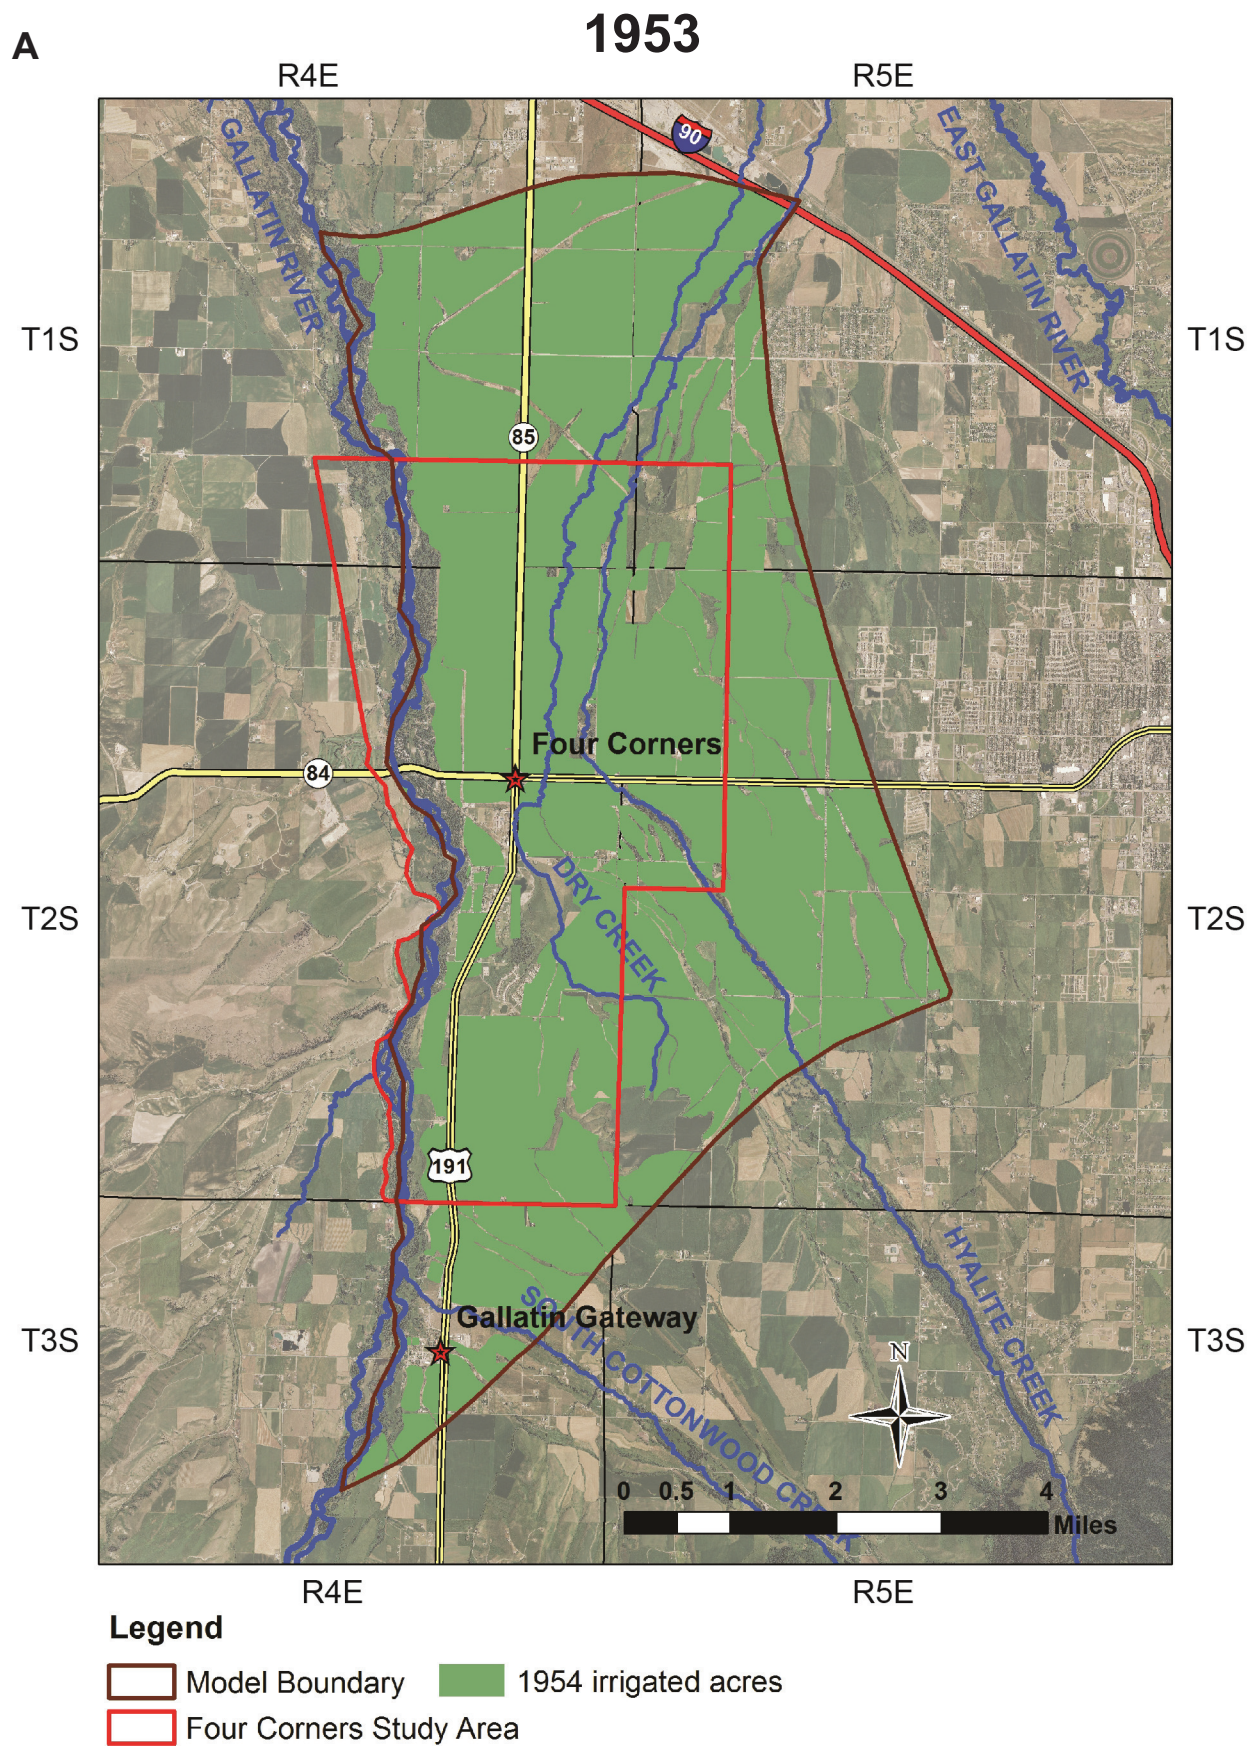 A
1953
R4E
R5E
90
GALLATIN RIVER
EAST GALLATIN RIVER
T1S
T1S
85
Four Corners
84
DRY CREEK
T2S
T2S
191
HYALITE CREEK
SOUTH COTTONWOOD CREEK
Gallatin Gateway
T3S
T3S
N
0 0.5 1 2 3 4
Miles
R4E
R5E
Legend
Model Boundary
1954 irrigated acres
Four Corners Study Area